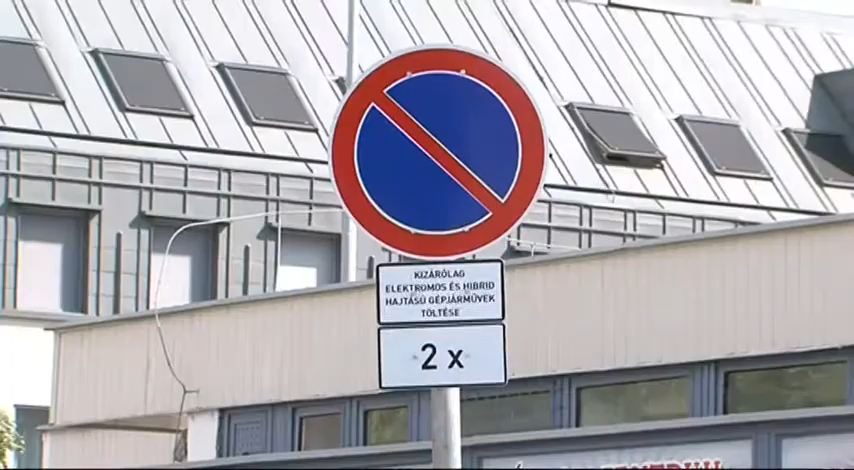 KIZÁRÓLAG
ELEKTROMOS ÉS HIBRID
HAJTÁSÚ GÉPJÁRMŰVEK
TÖLTÉSE
2 x